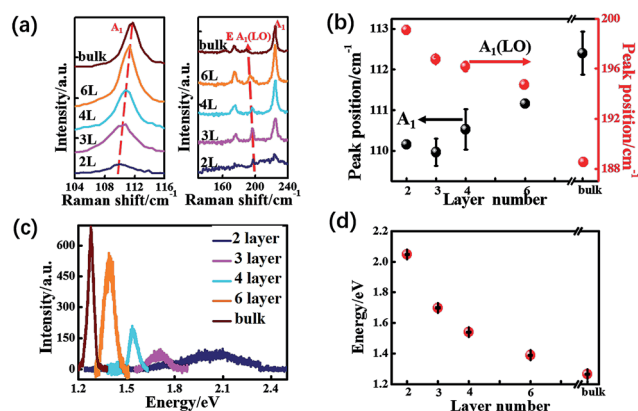 (a)
A1
bulk
6L
4L
3L
2L
Intensity/a.u.
104 108 112 116
Raman shift/cm-1
E A1(LO) A1
bulk
6L
4L
3L
2L
Intensity/a.u.
160 200 240
Raman shift/cm-1
(b)
113
112
111
110
Peak position/cm-1
A1(LO)
A1
200
196
192
188
Peak position/cm-1
2 3 4 6 bulk
Layer number
(c)
600
450
300
150
0
Intensity/a.u.
2 layer
3 layer
4 layer
6 layer
bulk
1.2 1.5 1.8 2.1 2.4
Energy/eV
(d)
2.2
2.0
1.8
1.6
1.4
1.2
Energy/eV
2 3 4 6 bulk
Layer number